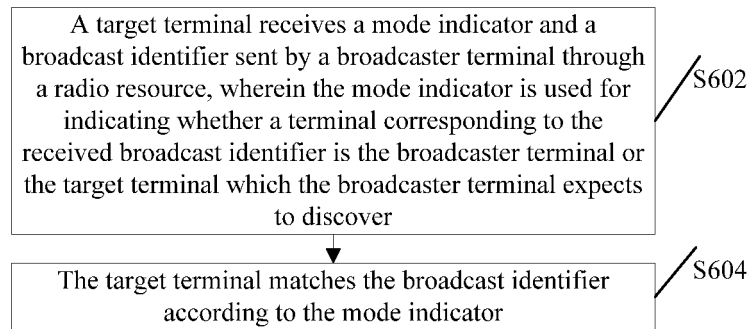 A target terminal receives a mode indicator and a
broadcast identifier sent by a broadcaster terminal through
a radio resource, wherein the mode indicator is used for
indicating whether a terminal corresponding to the
received broadcast identifier is the broadcaster terminal or
the target terminal which the broadcaster terminal expects
to discover
S602
The target terminal matches the broadcast identifier
according to the mode indicator
S604